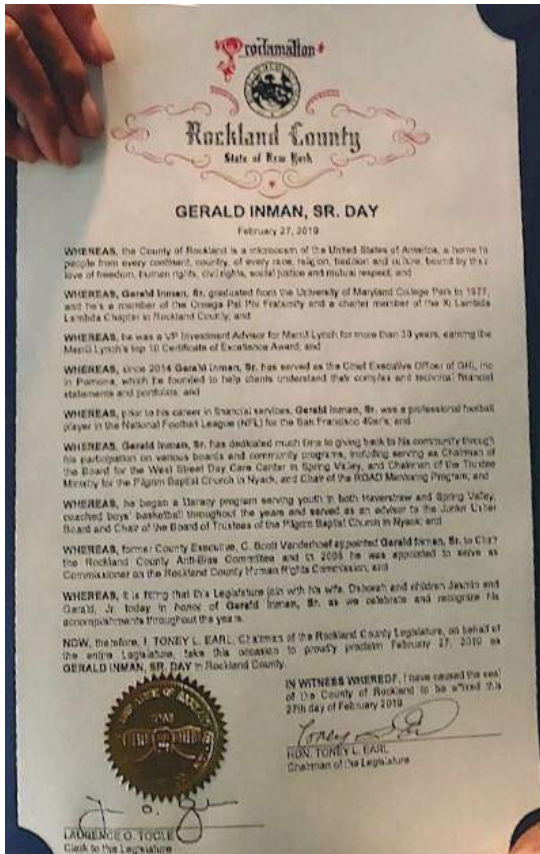 Proclamation
Rockland County
State of New York
GERALD INMAN, SR. DAY
February 27, 2019
WHEREAS, the County of Rockland is a microcosm of the United States of America, a home to
people from every continent, country, of every race, religion, tradition and culture, bound by their
love of freedom, human rights, civil rights, social justice and mutual respect; and
WHEREAS, Gerald Inman, Sr. graduated from the University of Maryland College Park in 1977,
and he's a member of the Omega Psi Phi Fraternity and a charter member of the Xi Lambda
Lambda Chapter in Rockland County; and
WHEREAS, he was a VP Investment Advisor for Merrill Lynch for more than 30 years, earning the
Merrill Lynch's top 10 Certificate of Excellence Award; and
WHEREAS, since 2014 Gerald Inman, Sr. has served as the Chief Executive Officer of GHI, Inc
in Pomona, which he founded to help clients understand their complex and technical financial
statements and portfolios; and
WHEREAS, prior to his career in financial services, Gerald Inman, Sr. was a professional football
player in the National Football League (NFL) for the San Francisco 49er's; and
WHEREAS, Gerald Inman, Sr. has dedicated much time to giving back to his community through
his participation on various boards and community programs, including serving as Chairman of
the Board for the West Street Day Care Center in Spring Valley, and Chairman of the Trustee
Ministry for the Pilgrim Baptist Church in Nyack, and Chair of the ROAD Mentoring Program; and
WHEREAS, he began a literacy program serving youth in both Haverstraw and Spring Valley,
coached boys' basketball throughout the years and served as an advisor to the Junior Usher
Board and Chair of the Board of Trustees of the Pilgrim Baptist Church in Nyack; and
WHEREAS, former County Executive, C. Scott Vanderhoef appointed Gerald Inman, Sr. to Chair
the Rockland County Anti-Bias Committee and in 2008 he was appointed to serve as
Commissioner on the Rockland County Human Rights Commission; and
WHEREAS, it is fitting that this Legislature join with his wife, Deborah and children Jasmin and
Gerald, Jr. today in honor of Gerald Inman, Sr. as we celebrate and recognize his
accomplishments throughout the years.
NOW, therefore, I, TONEY L. EARL, Chairman of the Rockland County Legislature, on behalf of
the entire Legislature, take this occasion to proudly proclaim February 27, 2019 as
GERALD INMAN, SR. DAY in Rockland County.
IN WITNESS WHEREOF, I have caused the seal
of the County of Rockland to be affixed this
27th day of February 2019
HON. TONEY L. EARL
Chairman of the Legislature
LAURENCE O. TOOLE
Clerk to the Legislature